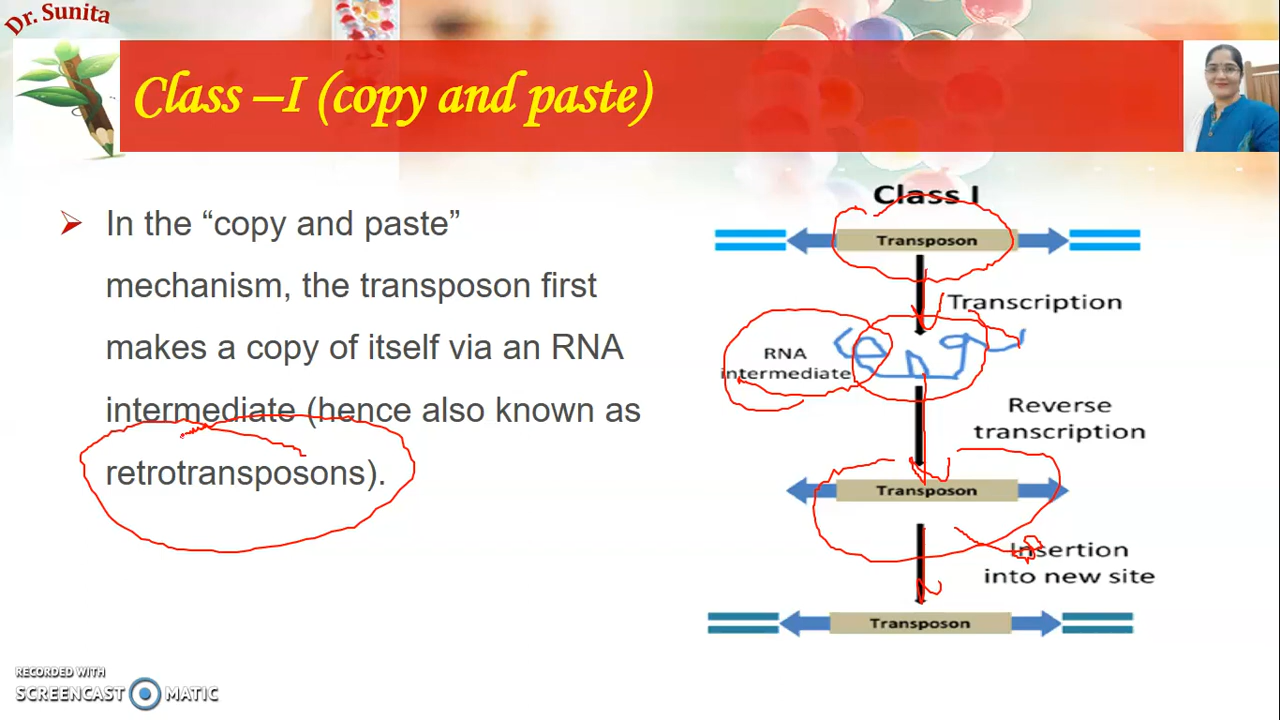 Dr. Sunita
Class –I (copy and paste)
In the “copy and paste”
mechanism, the transposon first
makes a copy of itself via an RNA
intermediate (hence also known as
retrotransposons).
Class I
Transposon
Transcription
RNA
intermediate
Reverse
transcription
Transposon
Insertion
into new site
Transposon
RECORDED WITH
SCREENCAST MATIC